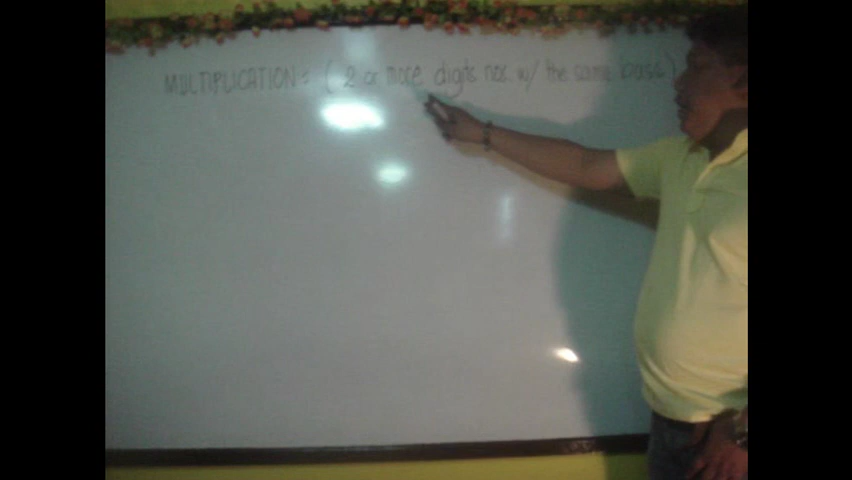 MULTIPLICATION = ( 2 or more digits nos. w/ the same base )